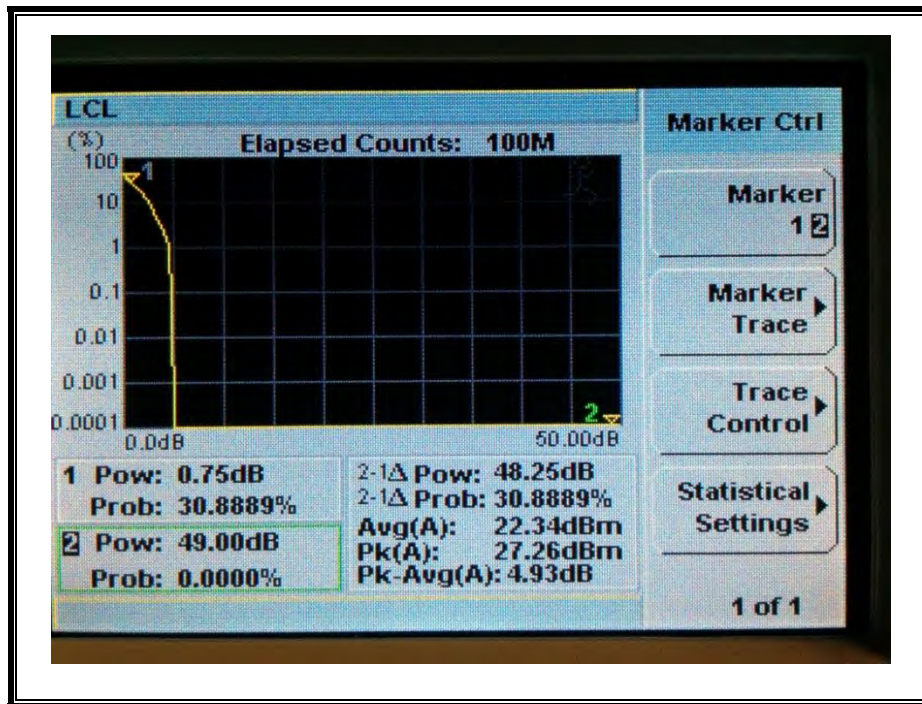 LCL
(%)
Elapsed Counts: 100M
100
10
1
0.1
0.01
0.001
0.0001
1
2
0.0dB
50.00dB
1 Pow: 0.75dB
Prob: 30.8889%
2 Pow: 49.00dB
Prob: 0.0000%
2-1Δ Pow: 48.25dB
2-1Δ Prob: 30.8889%
Avg(A): 22.34dBm
Pk(A): 27.26dBm
Pk-Avg(A): 4.93dB
Marker Ctrl
Marker
1 2
Marker
Trace
Trace
Control
Statistical
Settings
1 of 1